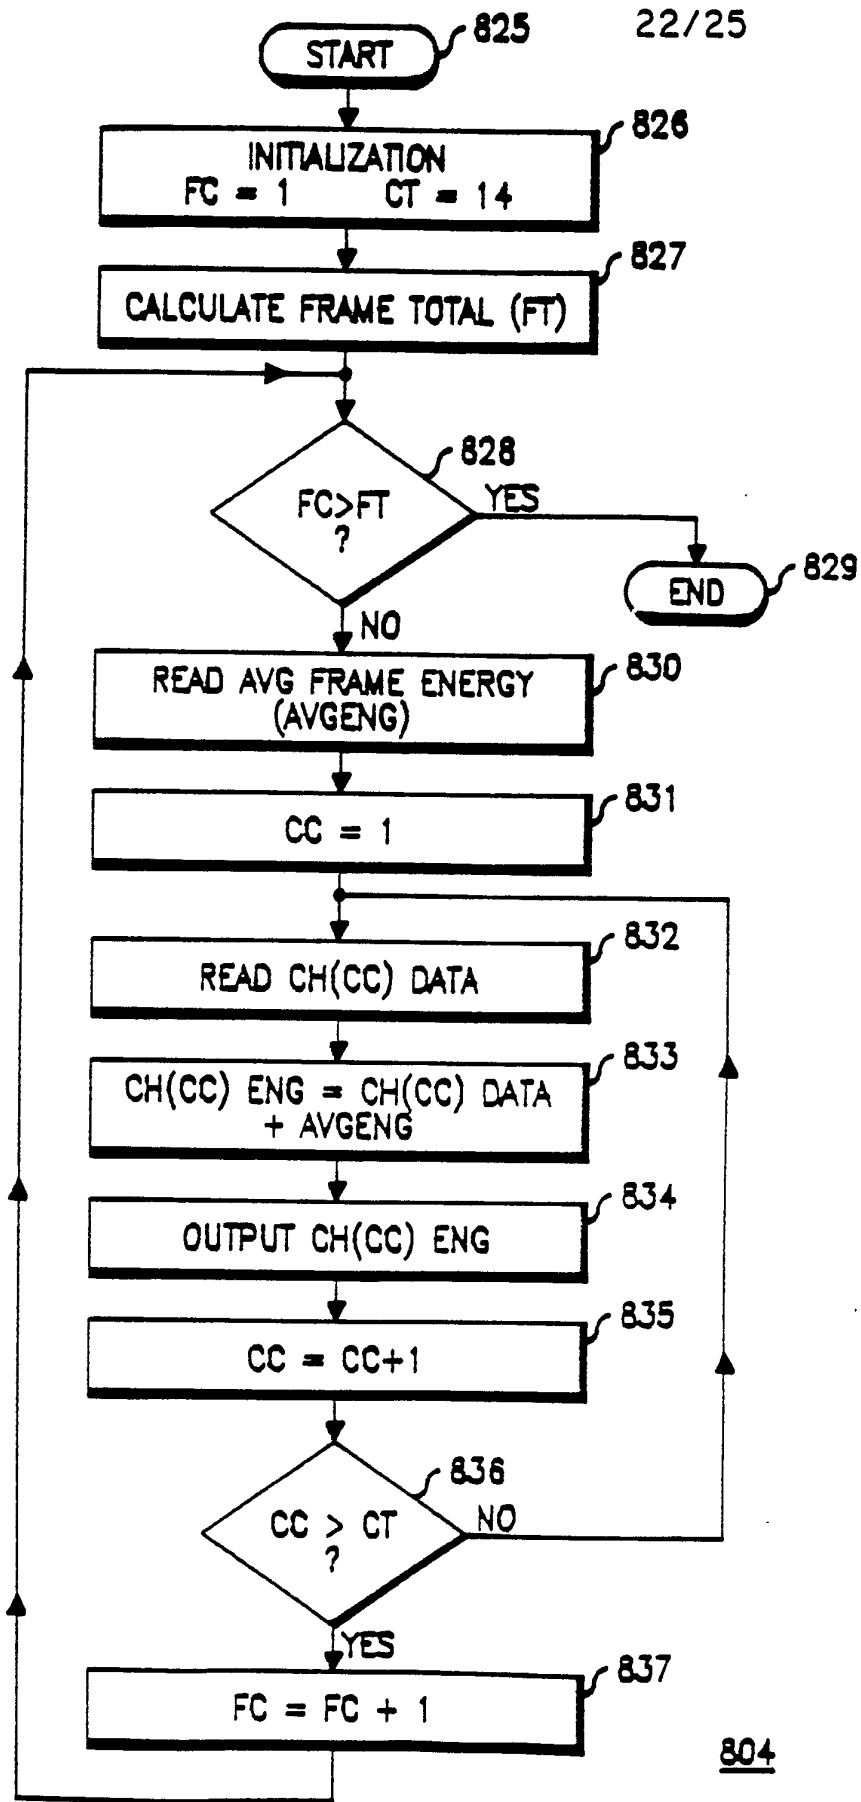 22/25
START
825
826
INITIALIZATION
FC = 1 CT = 14
827
CALCULATE FRAME TOTAL (FT)
828
FC>FT
?
YES
829
END
NO
830
READ AVG FRAME ENERGY
(AVGENG)
831
CC = 1
832
READ CH(CC) DATA
833
CH(CC) ENG = CH(CC) DATA
+ AVGENG
834
OUTPUT CH(CC) ENG
835
CC = CC+1
836
CC > CT
?
NO
YES
837
FC = FC + 1
804